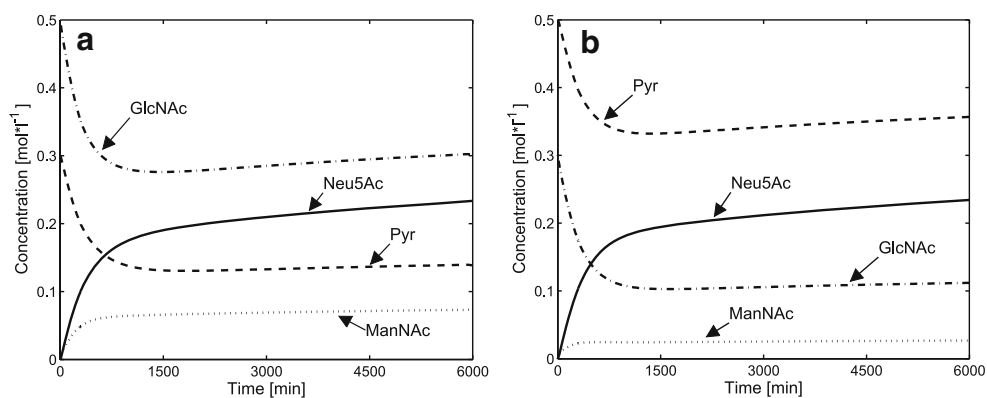 a
0.5
0.4
0.3
0.2
0.1
0
Concentration [mol*l⁻¹ ]
GlcNAc
Neu5Ac
Pyr
ManNAc
0 1500 3000 4500 6000
Time [min]
b
0.5
0.4
0.3
0.2
0.1
0
Concentration [mol*l⁻¹ ]
Pyr
Neu5Ac
GlcNAc
ManNAc
0 1500 3000 4500 6000
Time [min]